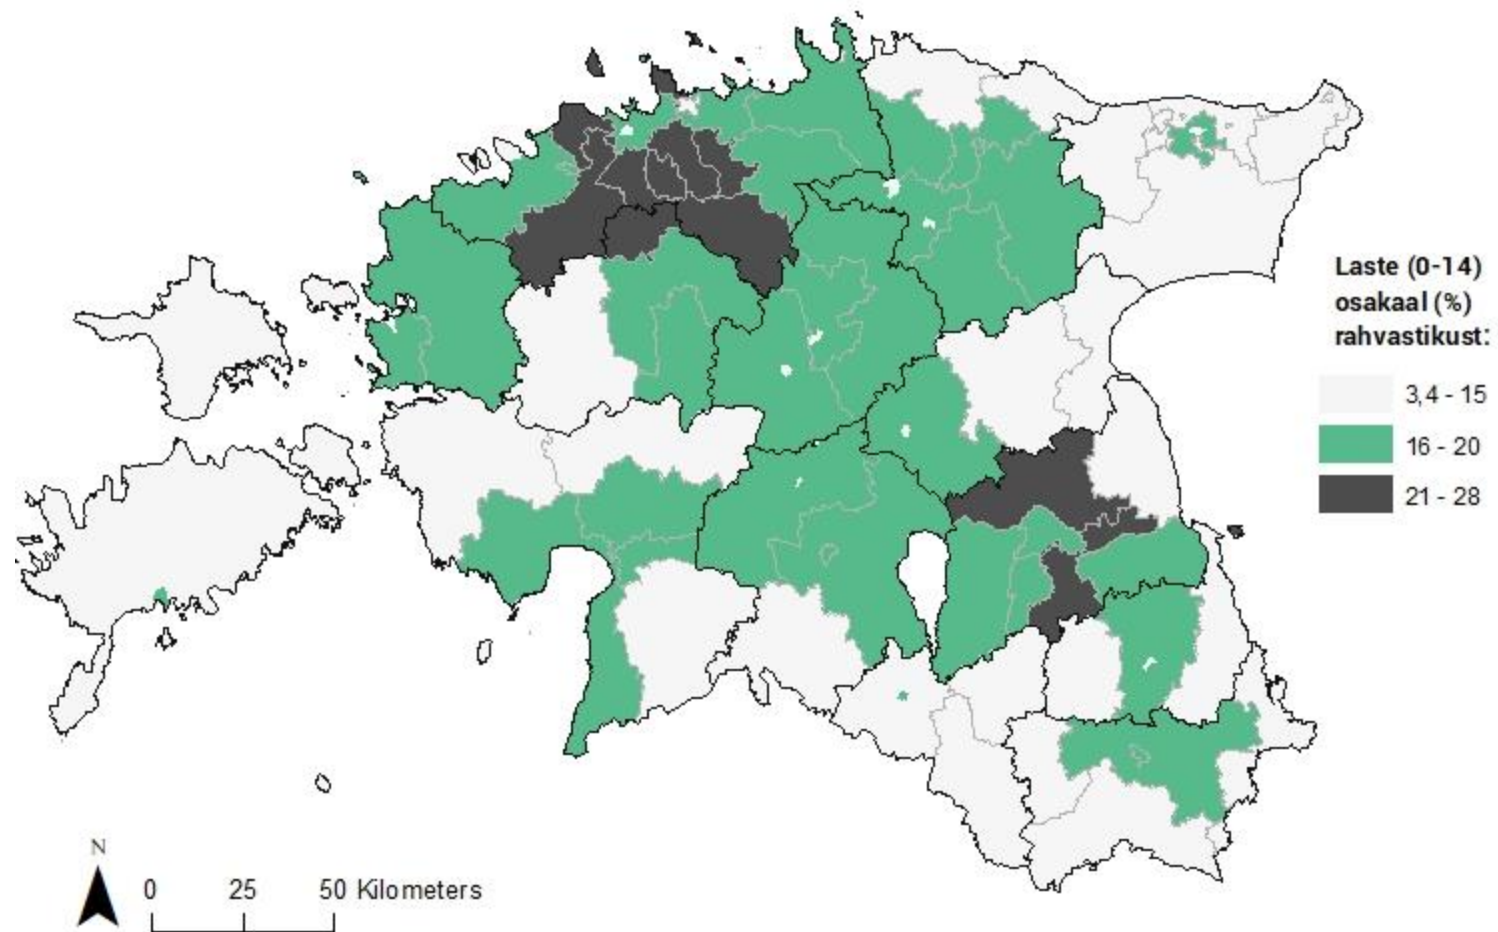 Laste (0-14)
osakaal (%)
rahvastikust:
3,4 - 15
16 - 20
21 - 28
N
0 25 50 Kilometers